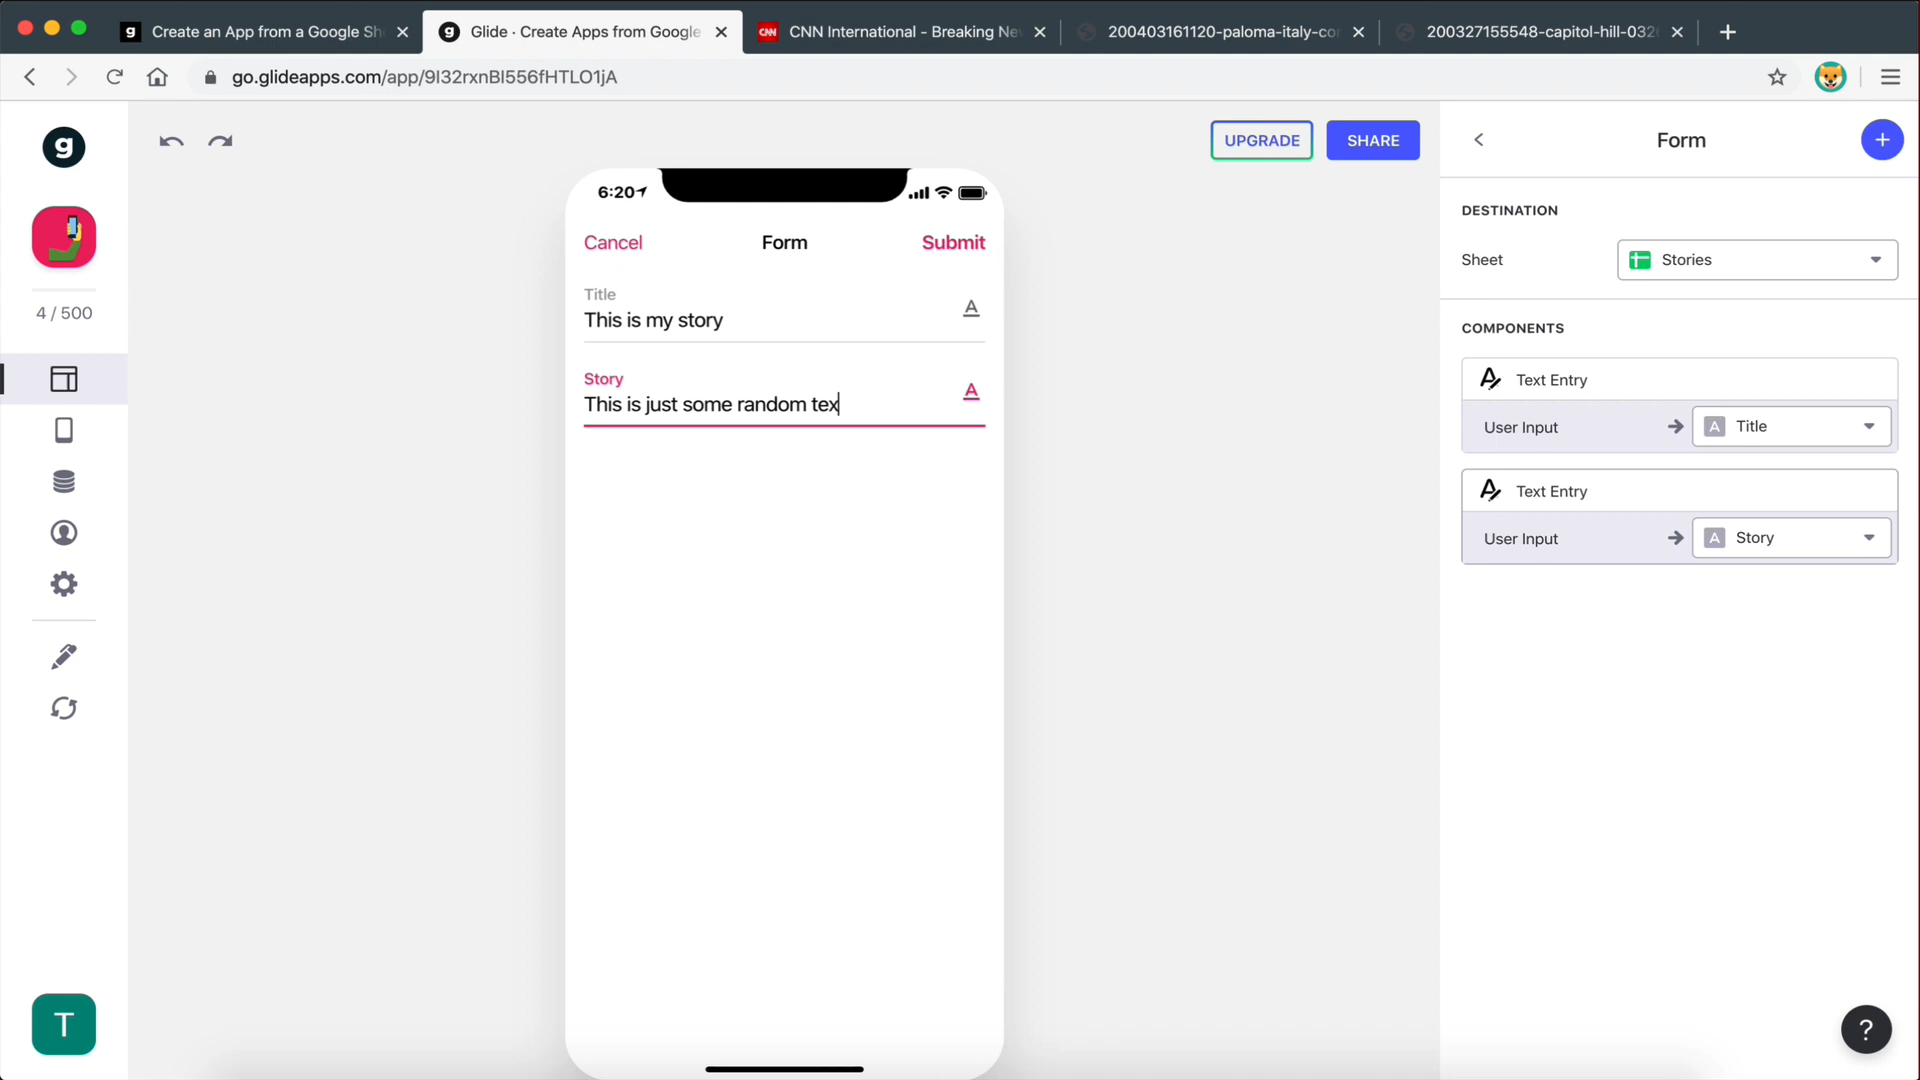 Create an App from a Google Sh
Glide · Create Apps from Google
CNN
CNN International - Breaking Ne
200403161120-paloma-italy-cor
200327155548-capitol-hill-032
go.glideapps.com/app/9I32rxnBI556fHTLO1jA
g
4 / 500
T
UPGRADE
SHARE
6:20
Cancel
Form
Submit
Title
This is my story
A
Story
This is just some random tex
A
Form
DESTINATION
Sheet
Stories
COMPONENTS
Text Entry
User Input
A
Title
Text Entry
User Input
A
Story
?